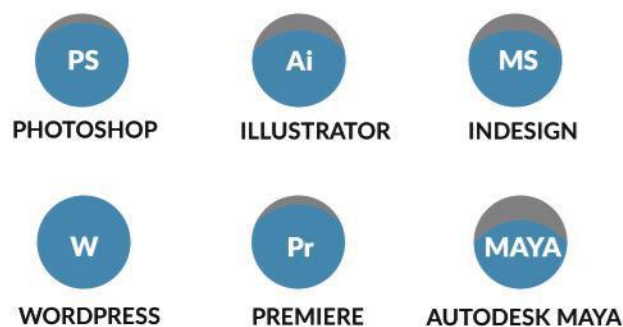 PS Ai MS
PHOTOSHOP ILLUSTRATOR INDESIGN
W Pr MAYA
WORDPRESS PREMIERE AUTODESK MAYA